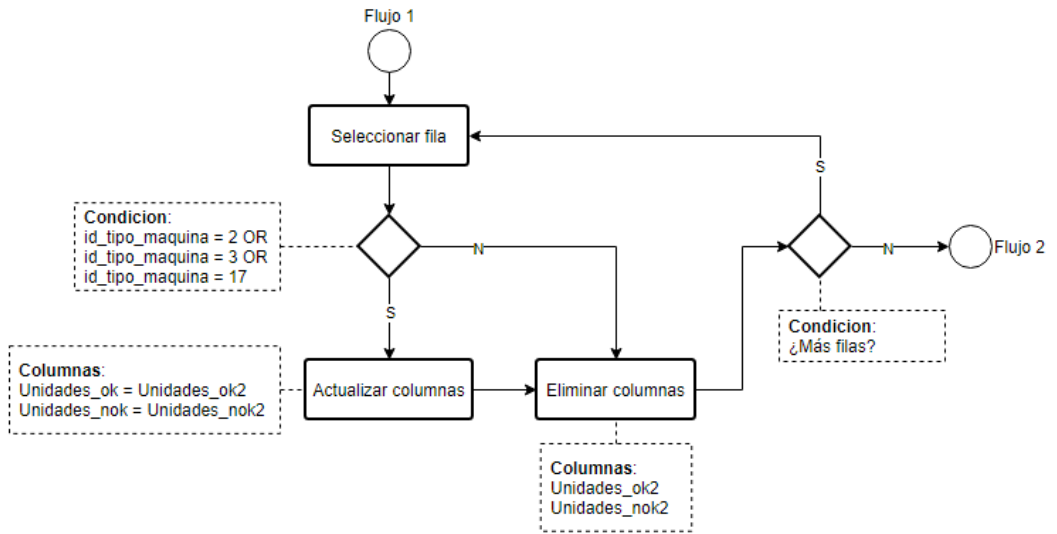 Flujo 1
Seleccionar fila
S
Condicion:
id_tipo_maquina = 2 OR
id_tipo_maquina = 3 OR
id_tipo_maquina = 17
N
N
Flujo 2
S
Condicion:
¿Más filas?
Columnas:
Unidades_ok = Unidades_ok2
Unidades_nok = Unidades_nok2
Actualizar columnas
Eliminar columnas
Columnas:
Unidades_ok2
Unidades_nok2